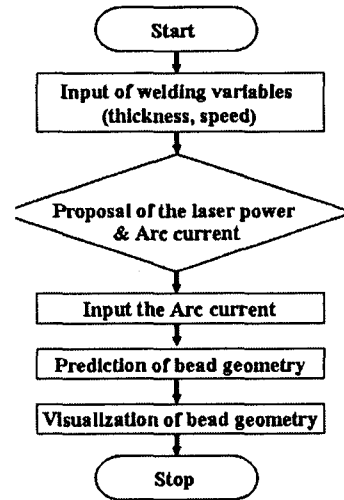 Start
Input of welding variables
(thickness, speed)
Proposal of the laser power
& Arc current
Input the Arc current
Prediction of bead geometry
Visualization of bead geometry
Stop